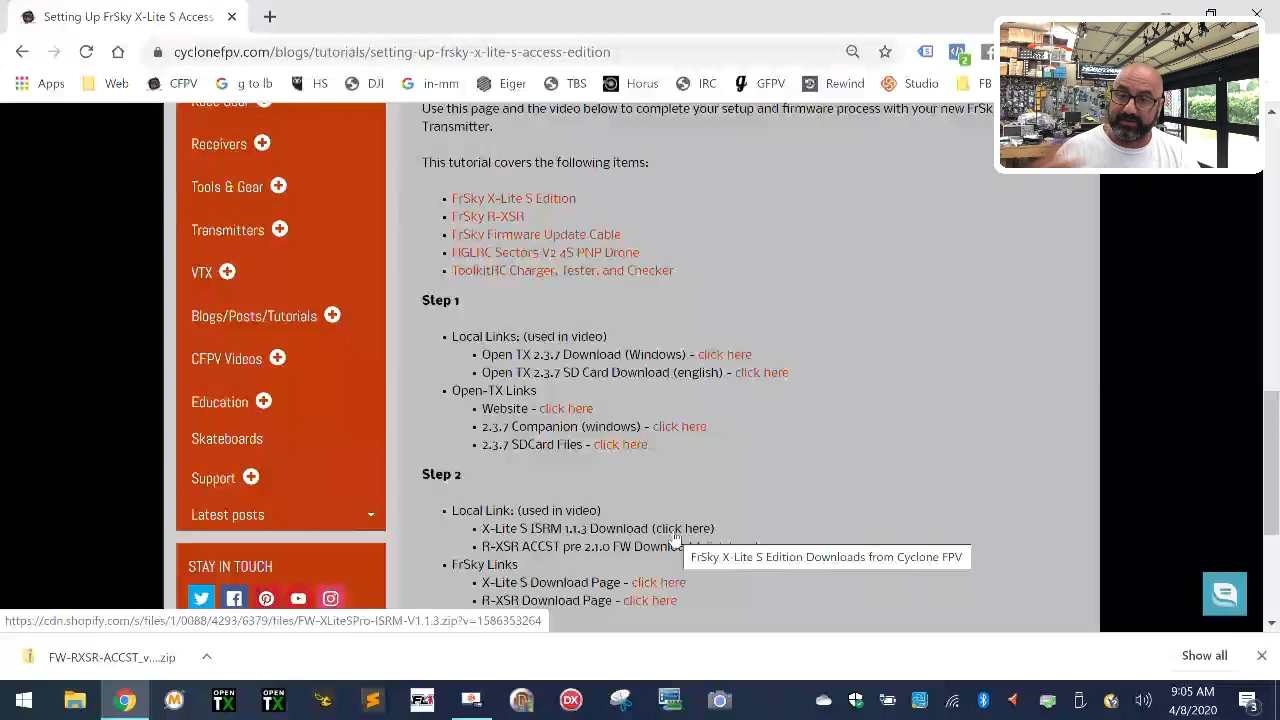 Setting Up FrSky X-Lite S Access
cyclonefpv.com/blogs/tutorials/setting-up-frsky-x-lite-s-access-edition
Apps
Web
CFPV
g to lb
g-mm
TBS
Horus
IRC
GFPV
Rewind
Studio
FB
Race Gear
Receivers
Tools & Gear
Transmitters
VTX
Blogs/Posts/Tutorials
CFPV Videos
Education
Skateboards
Support
Latest posts
STAY IN TOUCH
Use this page and the video below to complete your setup and firmware process with your new FrSk
Transmitter.
This tutorial covers the following items:
FrSky X-Lite S Edition
FrSky R-XSR
FrSky Firmware Update Cable
HGLRC Sector5 V2 4S PNP Drone
ToolkitRC Charger, Tester, and Checker
Step 1
Local Links: (used in video)
Open TX 2.3.7 Download (Windows) - click here
Open TX 2.3.7 SD Card Download (english) - click here
Open-TX Links
Website - click here
2.3.7 Companion (windows) - click here
2.3.7 SDCard Files - click here.
Step 2
Local Link: (used in video)
X-Lite S ISRM 1.1.3 Download (click here)
R-XSR ACCST pre 2.1.0 FW Downloa
FrSky X-Lite S Edition Downloads from Cyclone FPV
FrSky Links
X-Lite S Download Page - click here
R-XSR Download Page - click here
https://cdn.shopify.com/s/files/1/0088/4293/6379/files/FW-XLiteSPro-ISRM-V1.1.3.zip?v=1586353264
FW-RXSR-ACCST_v....zip
Show all
OPEN TX
OPEN TX
DX
9:05 AM
4/8/2020
3